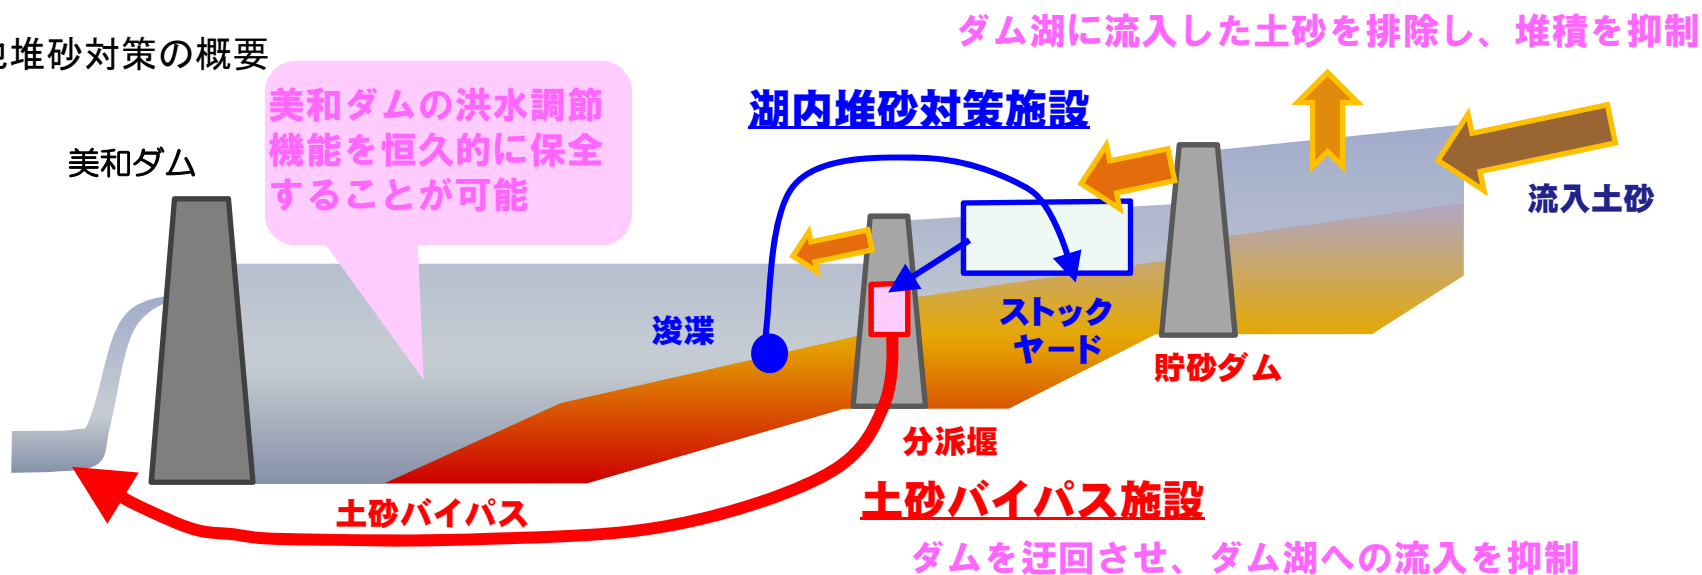 ダム湖に流入した土砂を排除し、堆積を抑制
堆砂対策の概要
美和ダムの洪水調節
機能を恒久的に保全
することが可能
湖内堆砂対策施設
美和ダム
流入土砂
浚渫
ストック
ヤード
貯砂ダム
分派堰
土砂バイパス施設
土砂バイパス
ダムを迂回させ、ダム湖への流入を抑制